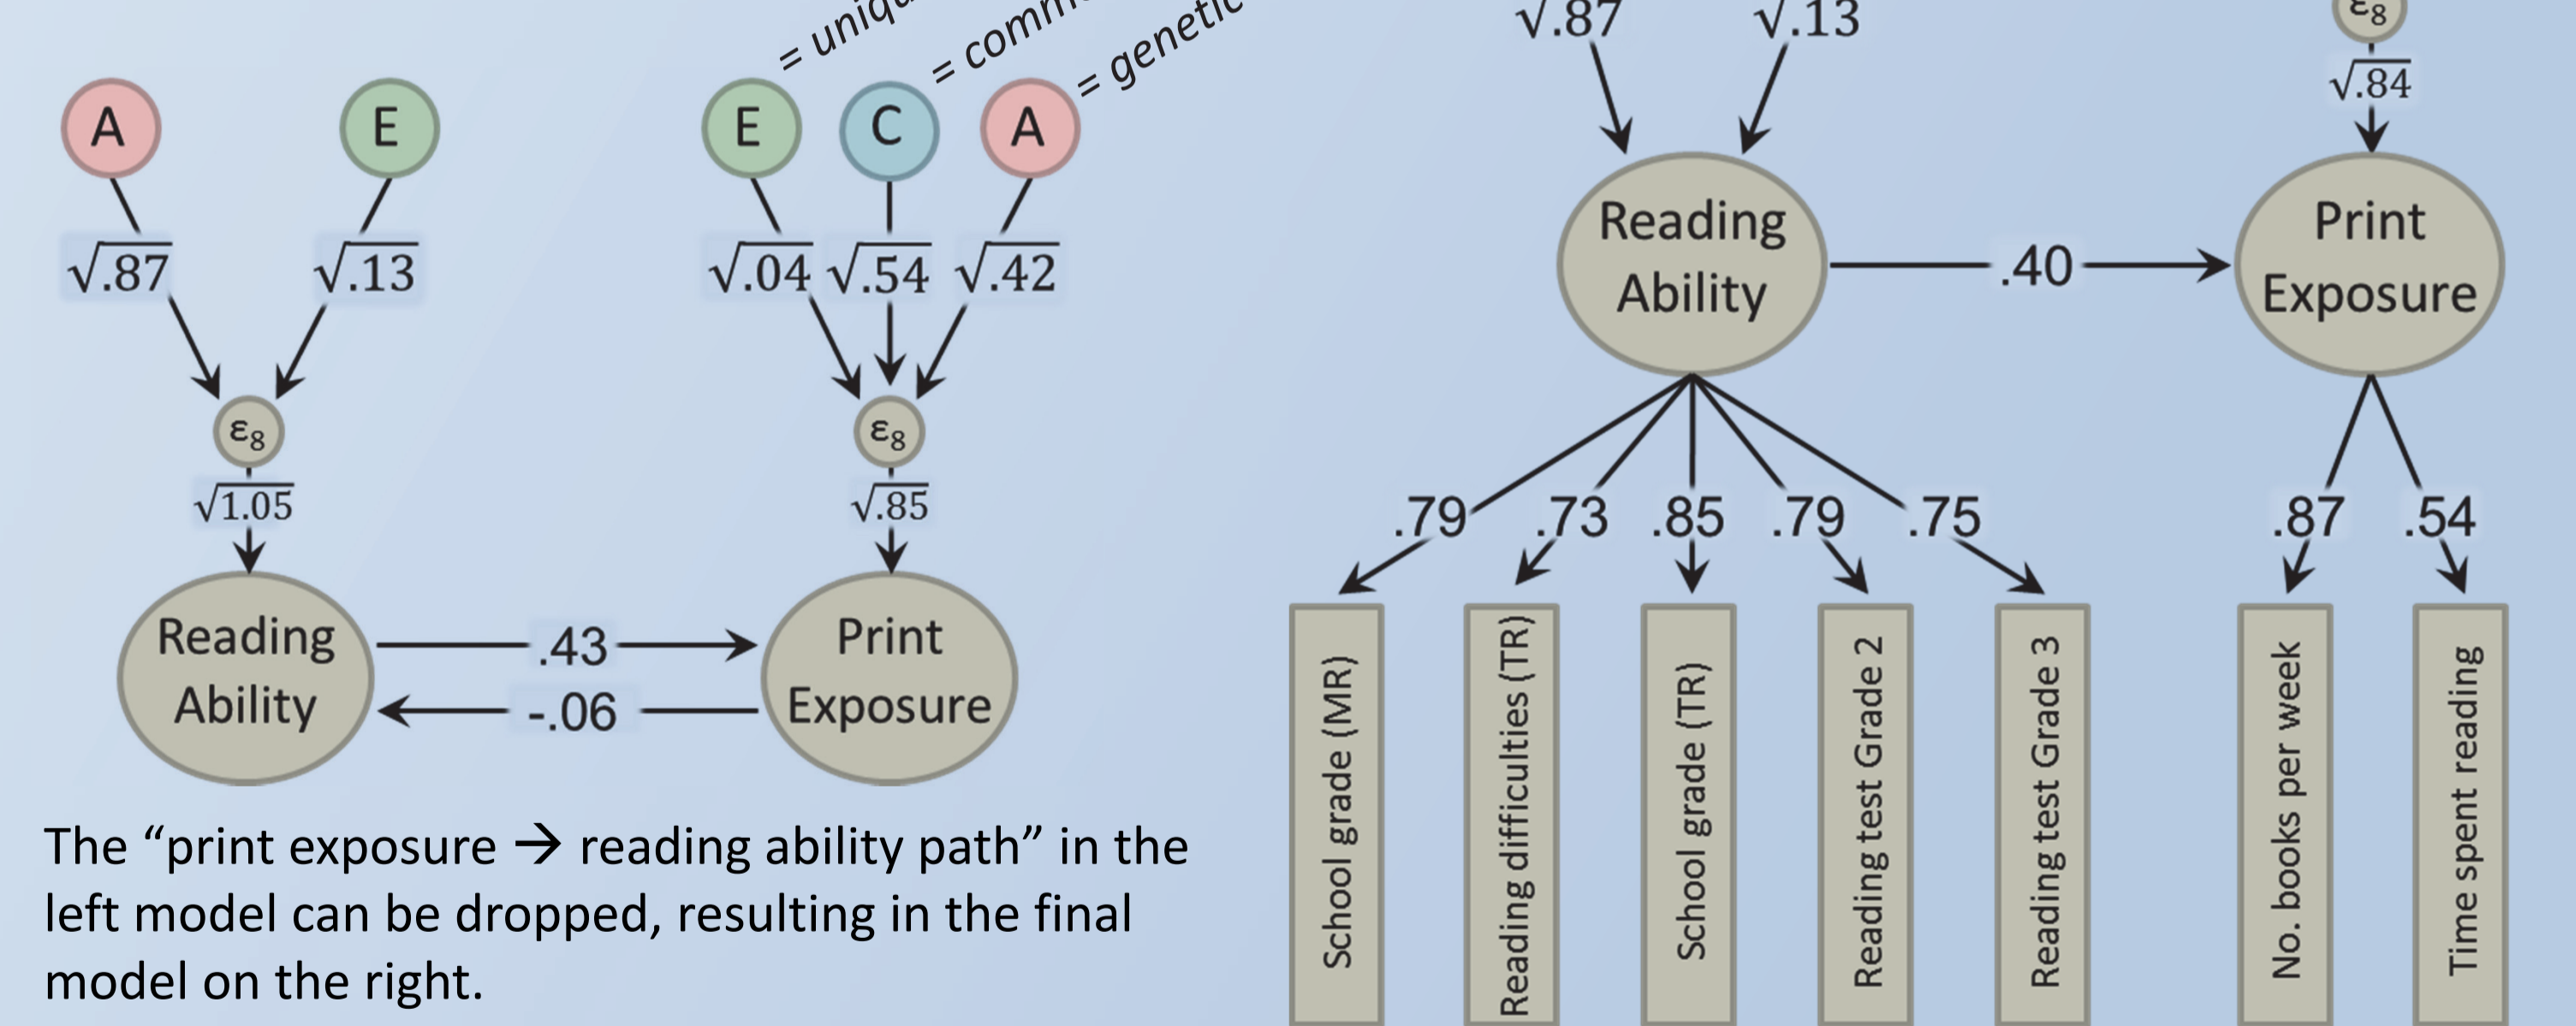 = 
= 
= genetic
A
E
E
C
A
√.87
√.13
√.04
√.54
√.42
ε8
ε8
√1.05
√.85
Reading
Ability
.43
-.06
Print
Exposure
The “print exposure → reading ability path” in the
left model can be dropped, resulting in the final
model on the right.
√.87
√.13
ε8
√.84
Reading
Ability
.40
Print
Exposure
.79
.73
.85
.79
.75
.87
.54
School grade (MR)
Reading difficulties (TR)
School grade (TR)
Reading test Grade 2
Reading test Grade 3
No. books per week
Time spent reading